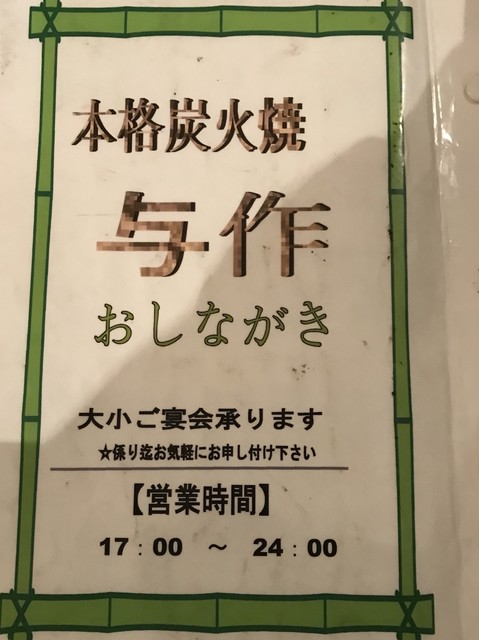 本格炭火焼
与作
おしながき
大小ご宴会承ります
☆係り迄お気軽にお申し付け下さい
【営業時間】
17：00　～　24：00